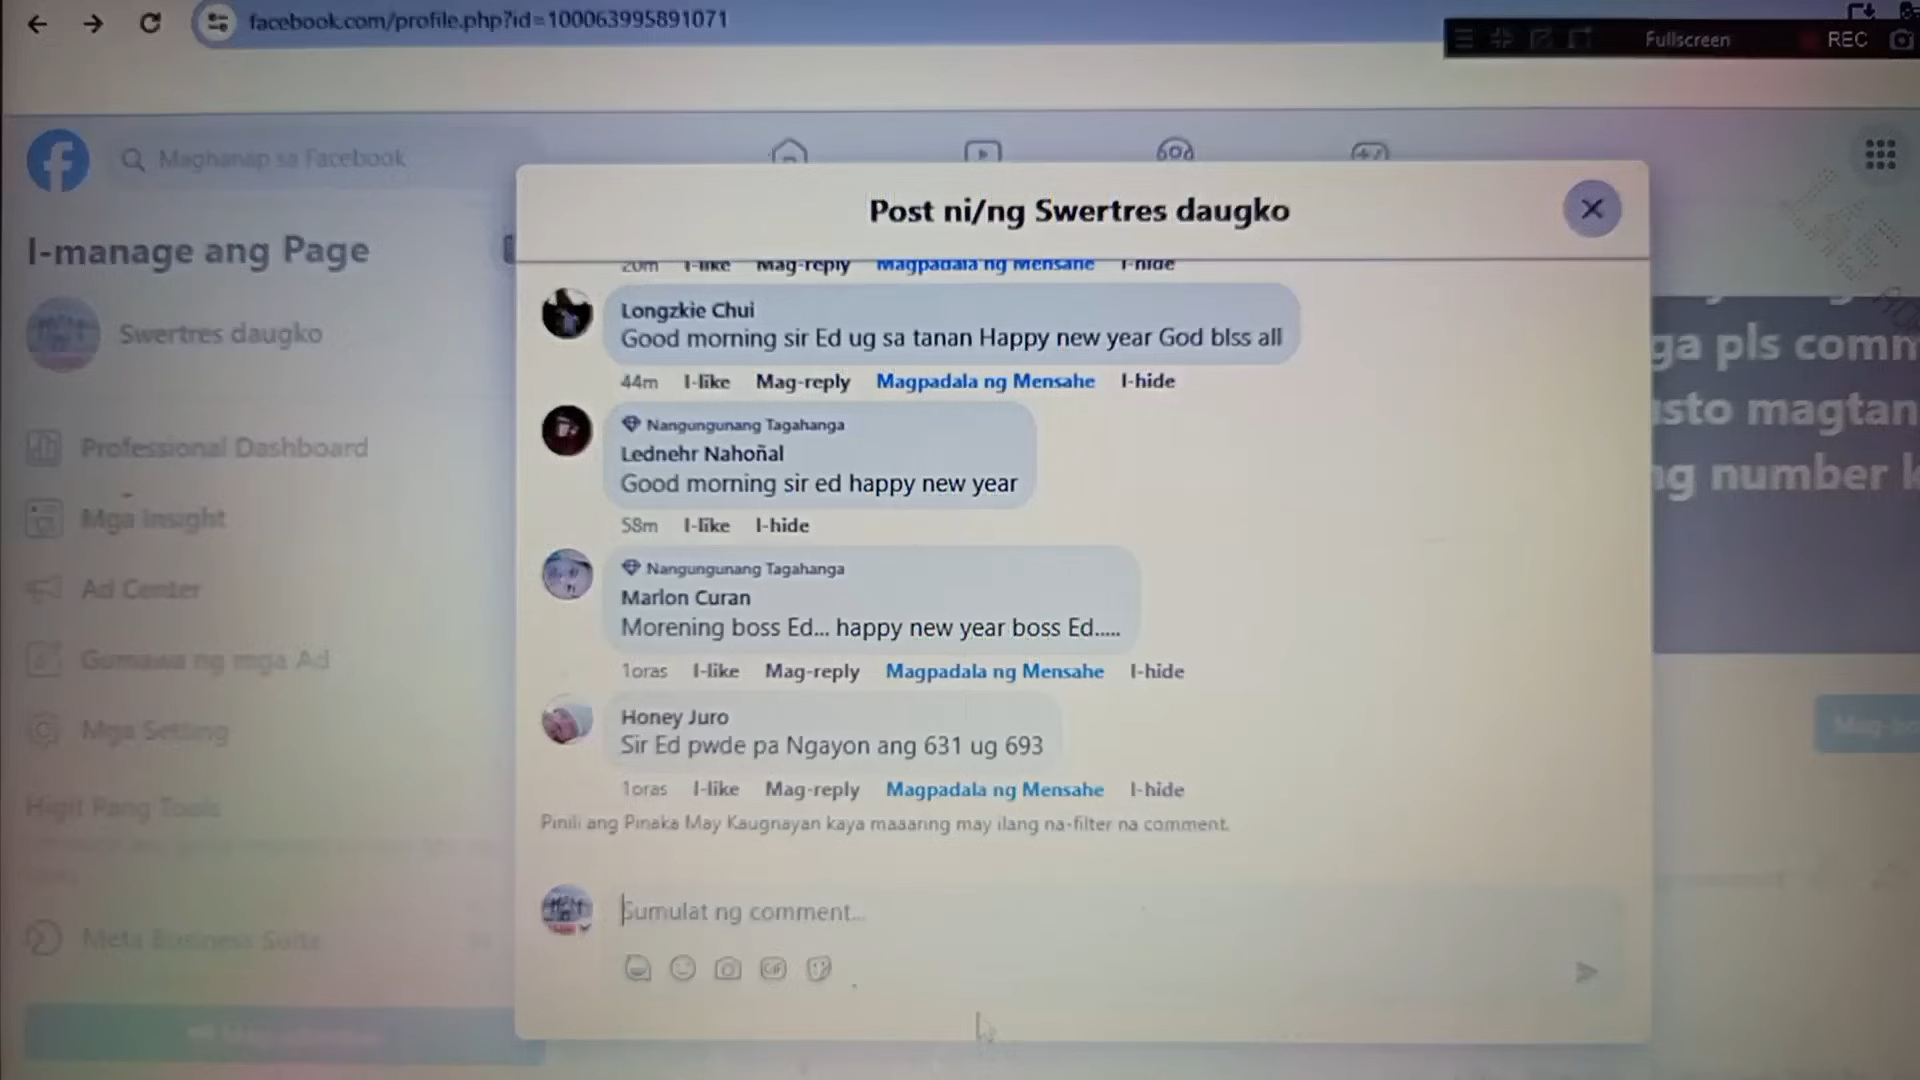 facebook.com/profile.php?id=100063995891071
Fullscreen
REC
Maghanap sa Facebook
I-manage ang Page
Swertres daugko
Professional Dashboard
Mga Insight
Ad Center
Gumawa ng mga Ad
Mga Setting
Higit Pang Tools
Meta Business Suite
Post ni/ng Swertres daugko
20m I-like Mag-reply Magpadala ng Mensahe I-hide
Longzkie Chui
Good morning sir Ed ug sa tanan Happy new year God blss all
44m I-like Mag-reply Magpadala ng Mensahe I-hide
Nangungunang Tagahanga
Lednehr Nahoñal
Good morning sir ed happy new year
58m I-like I-hide
Nangungunang Tagahanga
Marlon Curan
Morening boss Ed... happy new year boss Ed.....
1oras I-like Mag-reply Magpadala ng Mensahe I-hide
Honey Juro
Sir Ed pwde pa Ngayon ang 631 ug 693
1oras I-like Mag-reply Magpadala ng Mensahe I-hide
Pinili ang Pinaka May Kaugnayan kaya maaaring may ilang na-filter na comment.
Sumulat ng comment...
GIF
ga pls comm
sto magtan
ng number k